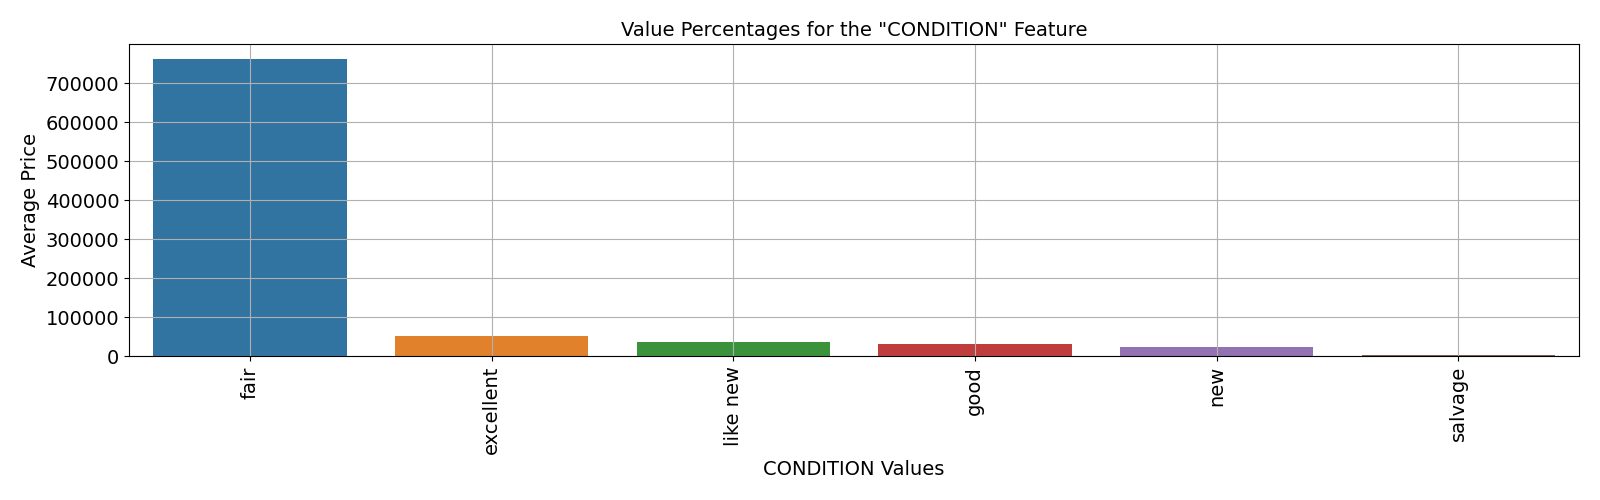 Value Percentages for the "CONDITION" Feature
Average Price
700000
600000
500000
400000
300000
200000
100000
0
fair
excellent
like new
good
new
salvage
CONDITION Values